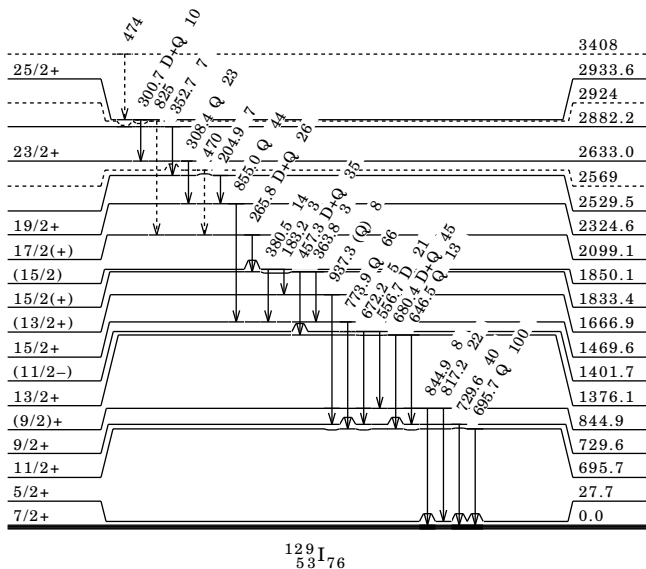 474
300.7 D+Q 10
825
352.7 7
308.4 Q 23
470
204.9 7
855.0 Q 44
265.8 D+Q 26
380.5 14
183.2 3
457.3 D+Q 35
363.8 3
937.3 (Q) 8
773.9 Q 66
672.2 5
556.7 D 21
680.4 D+Q 45
646.5 Q 13
844.9 8
817.2 22
729.6 40
695.7 Q 100
3408
25/2+ 2933.6
2924
2882.2
23/2+ 2633.0
2569
2529.5
19/2+ 2324.6
17/2(+) 2099.1
(15/2) 1850.1
15/2(+) 1833.4
(13/2+) 1666.9
15/2+ 1469.6
(11/2−) 1401.7
13/2+ 1376.1
(9/2)+ 844.9
9/2+ 729.6
11/2+ 695.7
5/2+ 27.7
7/2+ 0.0
¹²⁹₅₃I₇₆